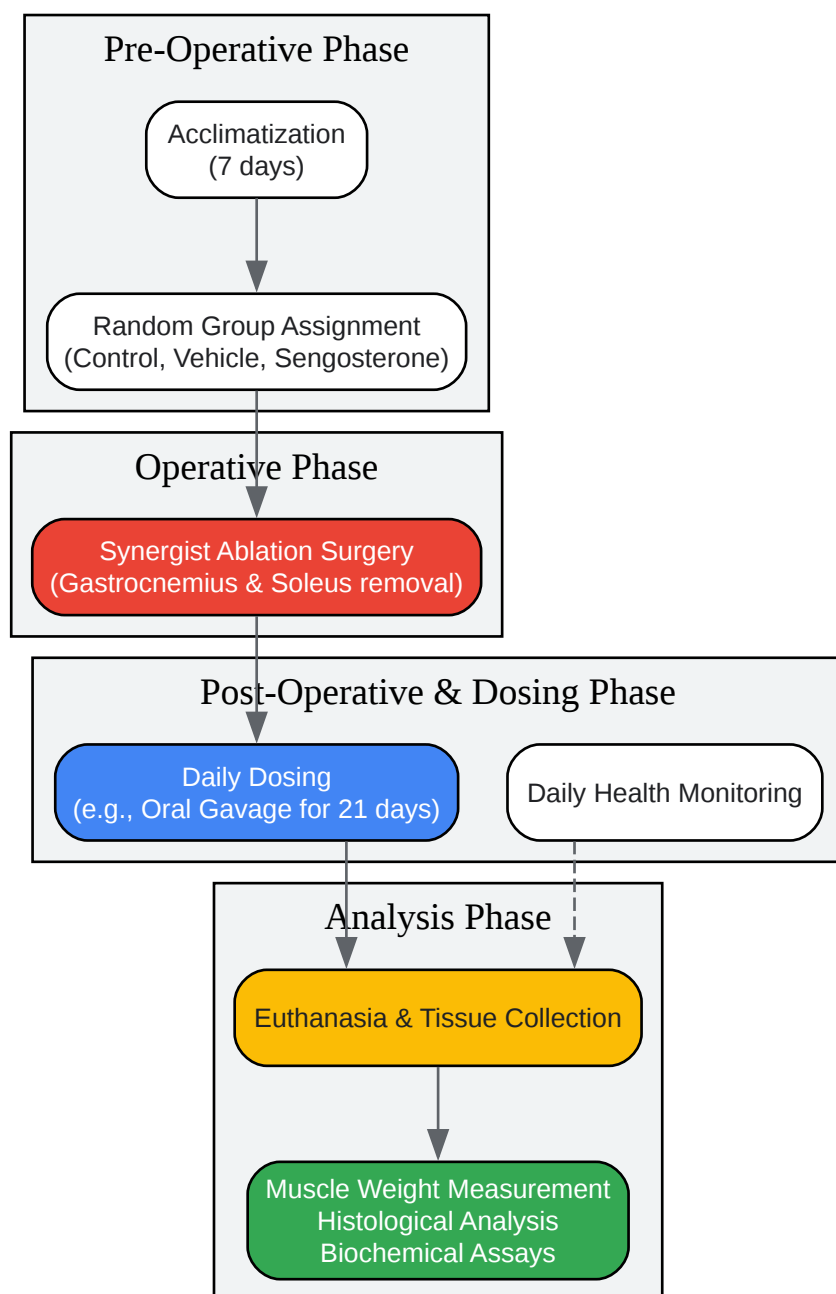 Pre-Operative Phase
Acclimatization
(7 days)
Random Group Assignment
(Control, Vehicle, Sengosterone)
Operative Phase
Synergist Ablation Surgery
(Gastrocnemius & Soleus removal)
Post-Operative & Dosing Phase
Daily Dosing
(e.g., Oral Gavage for 21 days)
Daily Health Monitoring
Analysis Phase
Euthanasia & Tissue Collection
Muscle Weight Measurement
Histological Analysis
Biochemical Assays